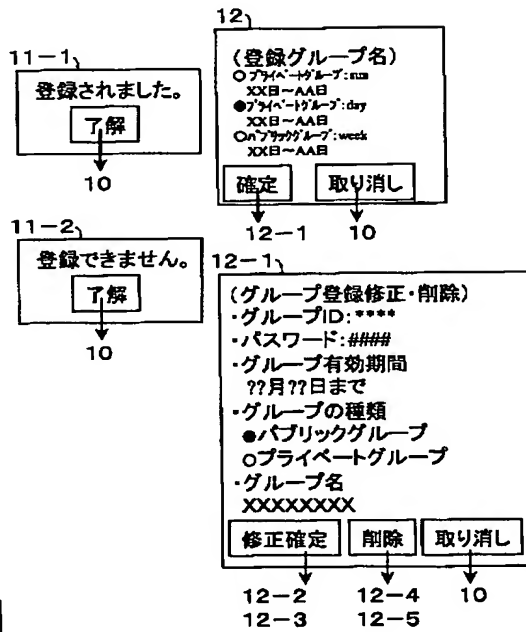 11-1
登録されました。
了解
10
11-2
登録できません。
了解
10
12
(登録グループ名)
○プライベートグループ:sun
XX日~AA日
●プライベートグループ:day
XX日~AA日
○パブリックグループ:week
XX日~AA日
確定 取り消し
12-1 10
12-1
(グループ登録修正・削除)
・グループID:****
・パスワード:####
・グループ有効期間
??月??日まで
・グループの種類
●パブリックグループ
○プライベートグループ
・グループ名
XXXXXXXX
修正確定 削除 取り消し
12-2 12-4 10
12-3 12-5